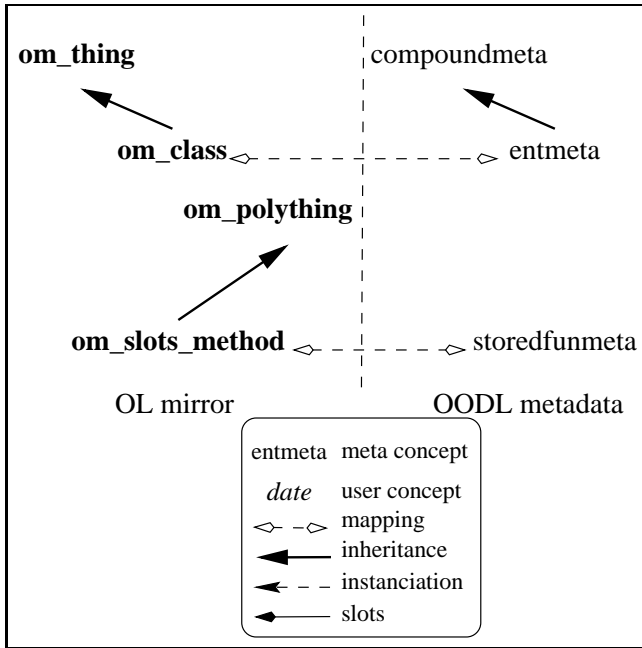 om_thing compoundmeta
om_class entmeta
om_polything
om_slots_method storedfunmeta
OL mirror OODL metadata
entmeta meta concept
date user concept
mapping
inheritance
instanciation
slots